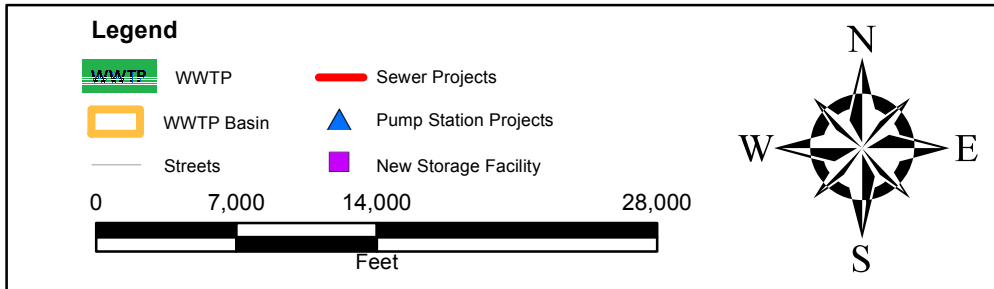 Legend
WWTP WWTP
Sewer Projects
WWTP Basin
Pump Station Projects
Streets
New Storage Facility
0 7,000 14,000 28,000
Feet
N
W E
S